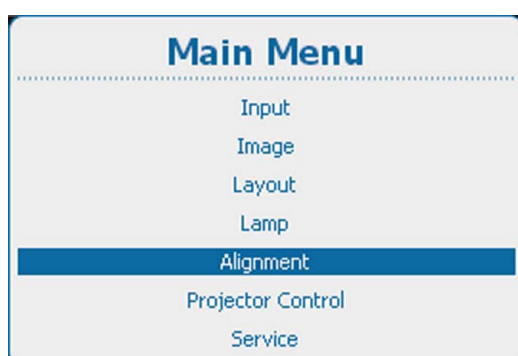 Main Menu
Input
Image
Layout
Lamp
Alignment
Projector Control
Service